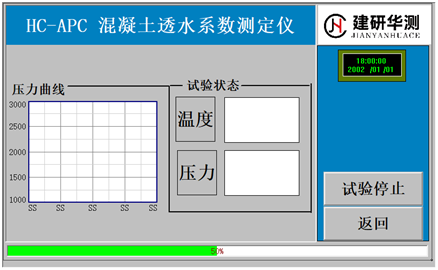 HC-APC 混凝土透水系数测定仪
建研华测
JIANYANHUACE
18:08:00
2002 /01 /01
压力曲线
试验状态
3000
2500
2000
1500
1000
SS SS SS SS SS
温度
压力
试验停止
返回
50%